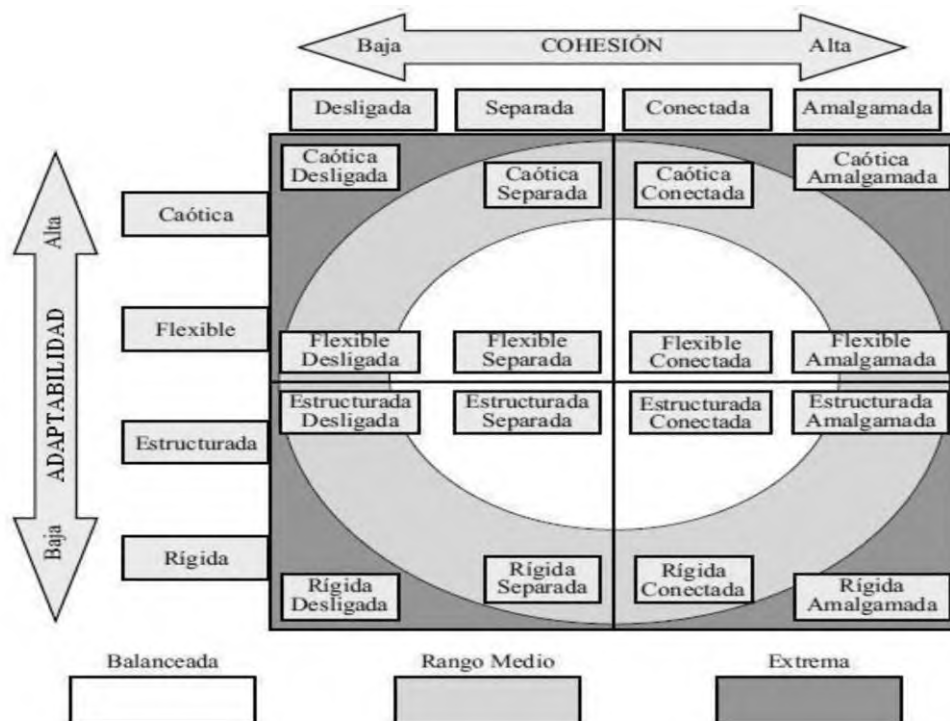 Baja COHESIÓN Alta
Desligada Separada Conectada Amalgamada
Caótica
Desligada
Caótica
Separada
Caótica
Conectada
Caótica
Amalgamada
Alta
ADAPTABILIDAD
Baja
Caótica
Flexible
Estructurada
Rígida
Flexible
Desligada
Flexible
Separada
Flexible
Conectada
Flexible
Amalgamada
Estructurada
Desligada
Estructurada
Separada
Estructurada
Conectada
Estructurada
Amalgamada
Rígida
Desligada
Rígida
Separada
Rígida
Conectada
Rígida
Amalgamada
Balanceada Rango Medio Extrema